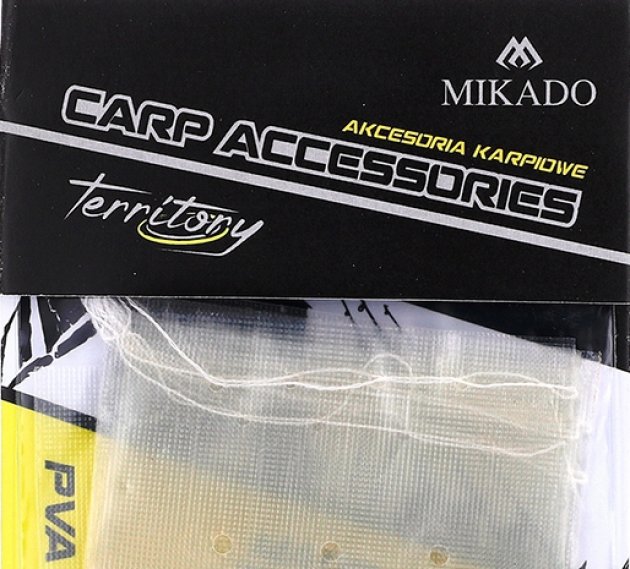 MIKADO
CARP ACCESSORIES
AKCESORIA KARPIOWE
Territory
PVA